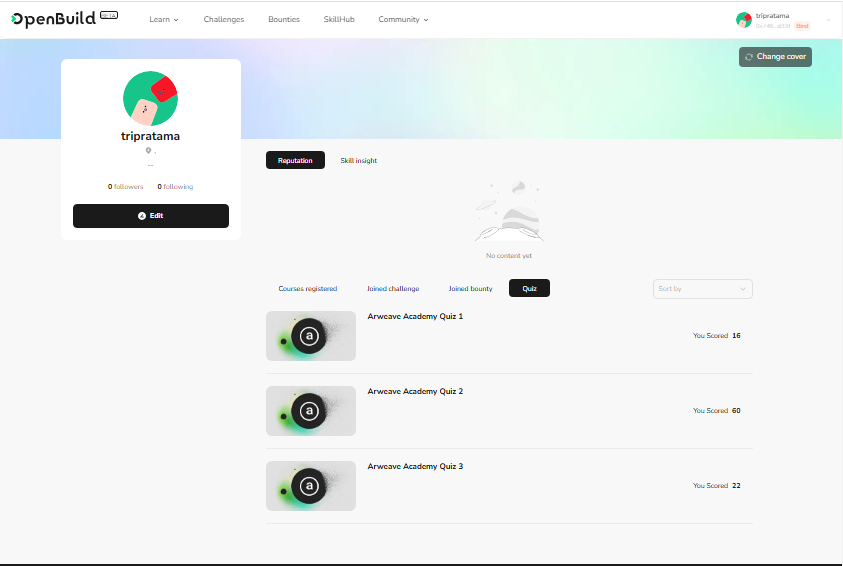 OpenBuild BETA Learn Challenges Bounties SkillHub Community tripratama
Bind
Change cover
tripratama
0 followers 0 following
Edit
Reputation Skill insight
No content yet
Courses registered Joined challenge Joined bounty Quiz Sort by
Arweave Academy Quiz 1
You Scored 16
Arweave Academy Quiz 2
You Scored 60
Arweave Academy Quiz 3
You Scored 22